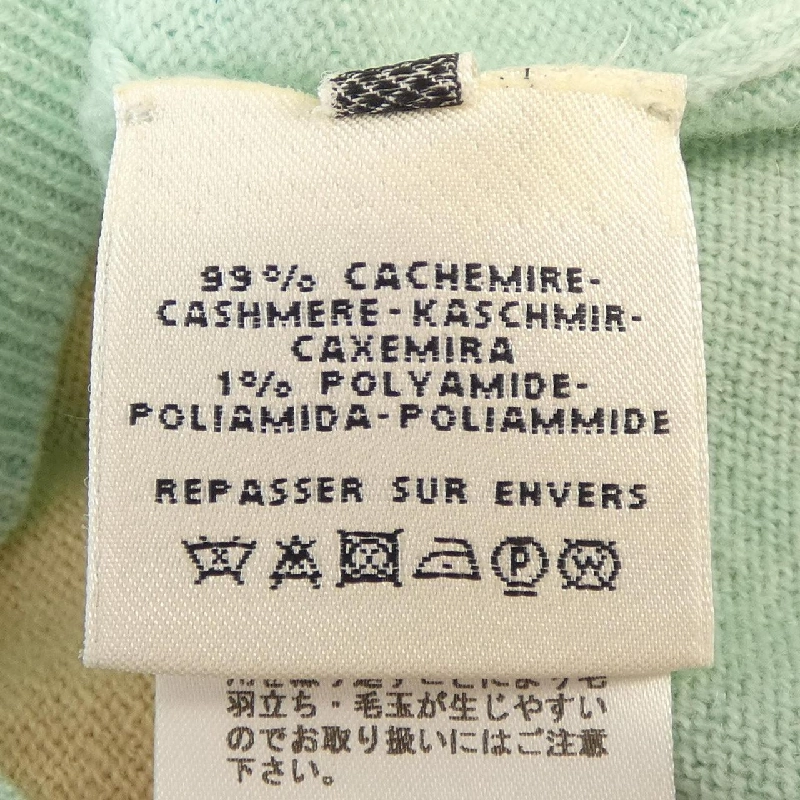 99% CACHEMIRE-
CASHMERE-KASCHMIR-
CAXEMIRA
1% POLYAMIDE-
POLIAMIDA-POLIAMMIDE
REPASSER SUR ENVERS
P W
羽立ち・毛玉が生じやすい
のでお取り扱いにはご注意
下さい。